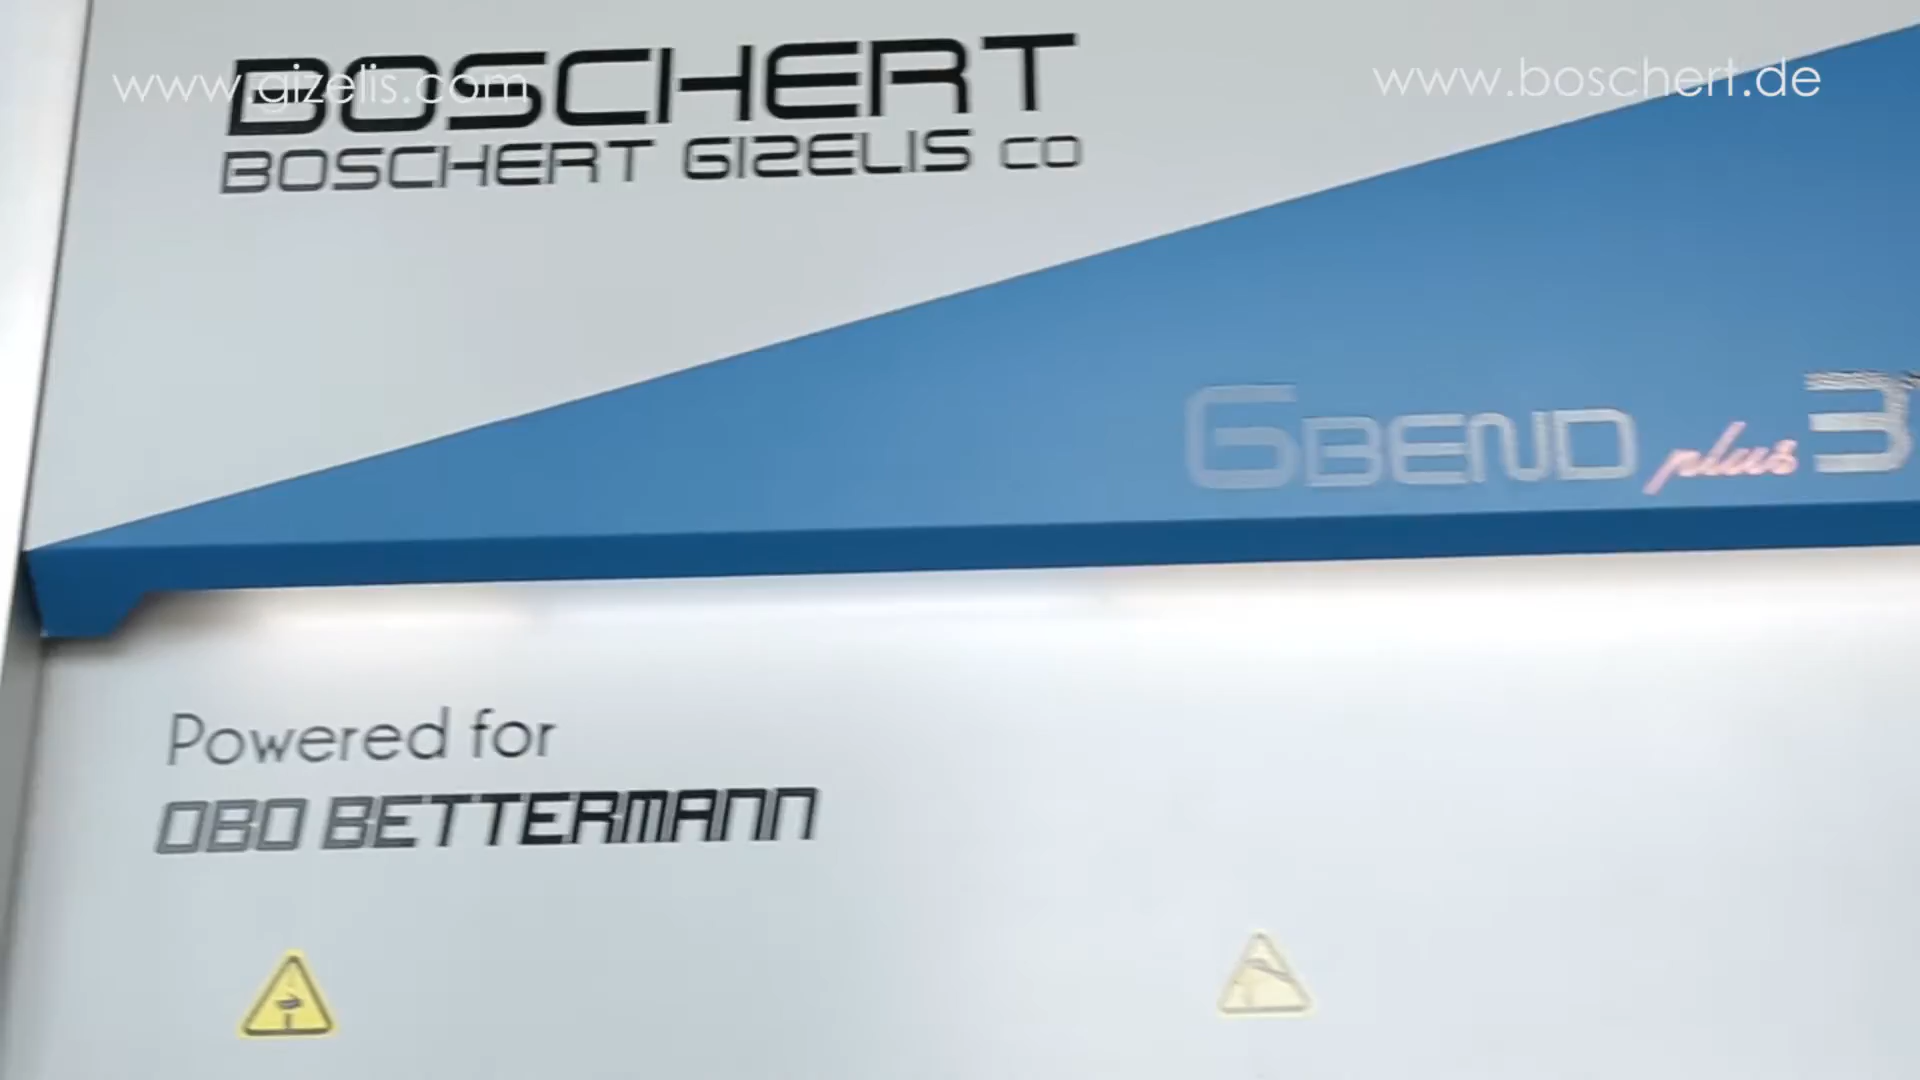 www.gizelis.com
www.boschert.de
BOSCHERT
BOSCHERT GIZELIS CO
GBEND plus 3
Powered for
OBO BETTERMANN